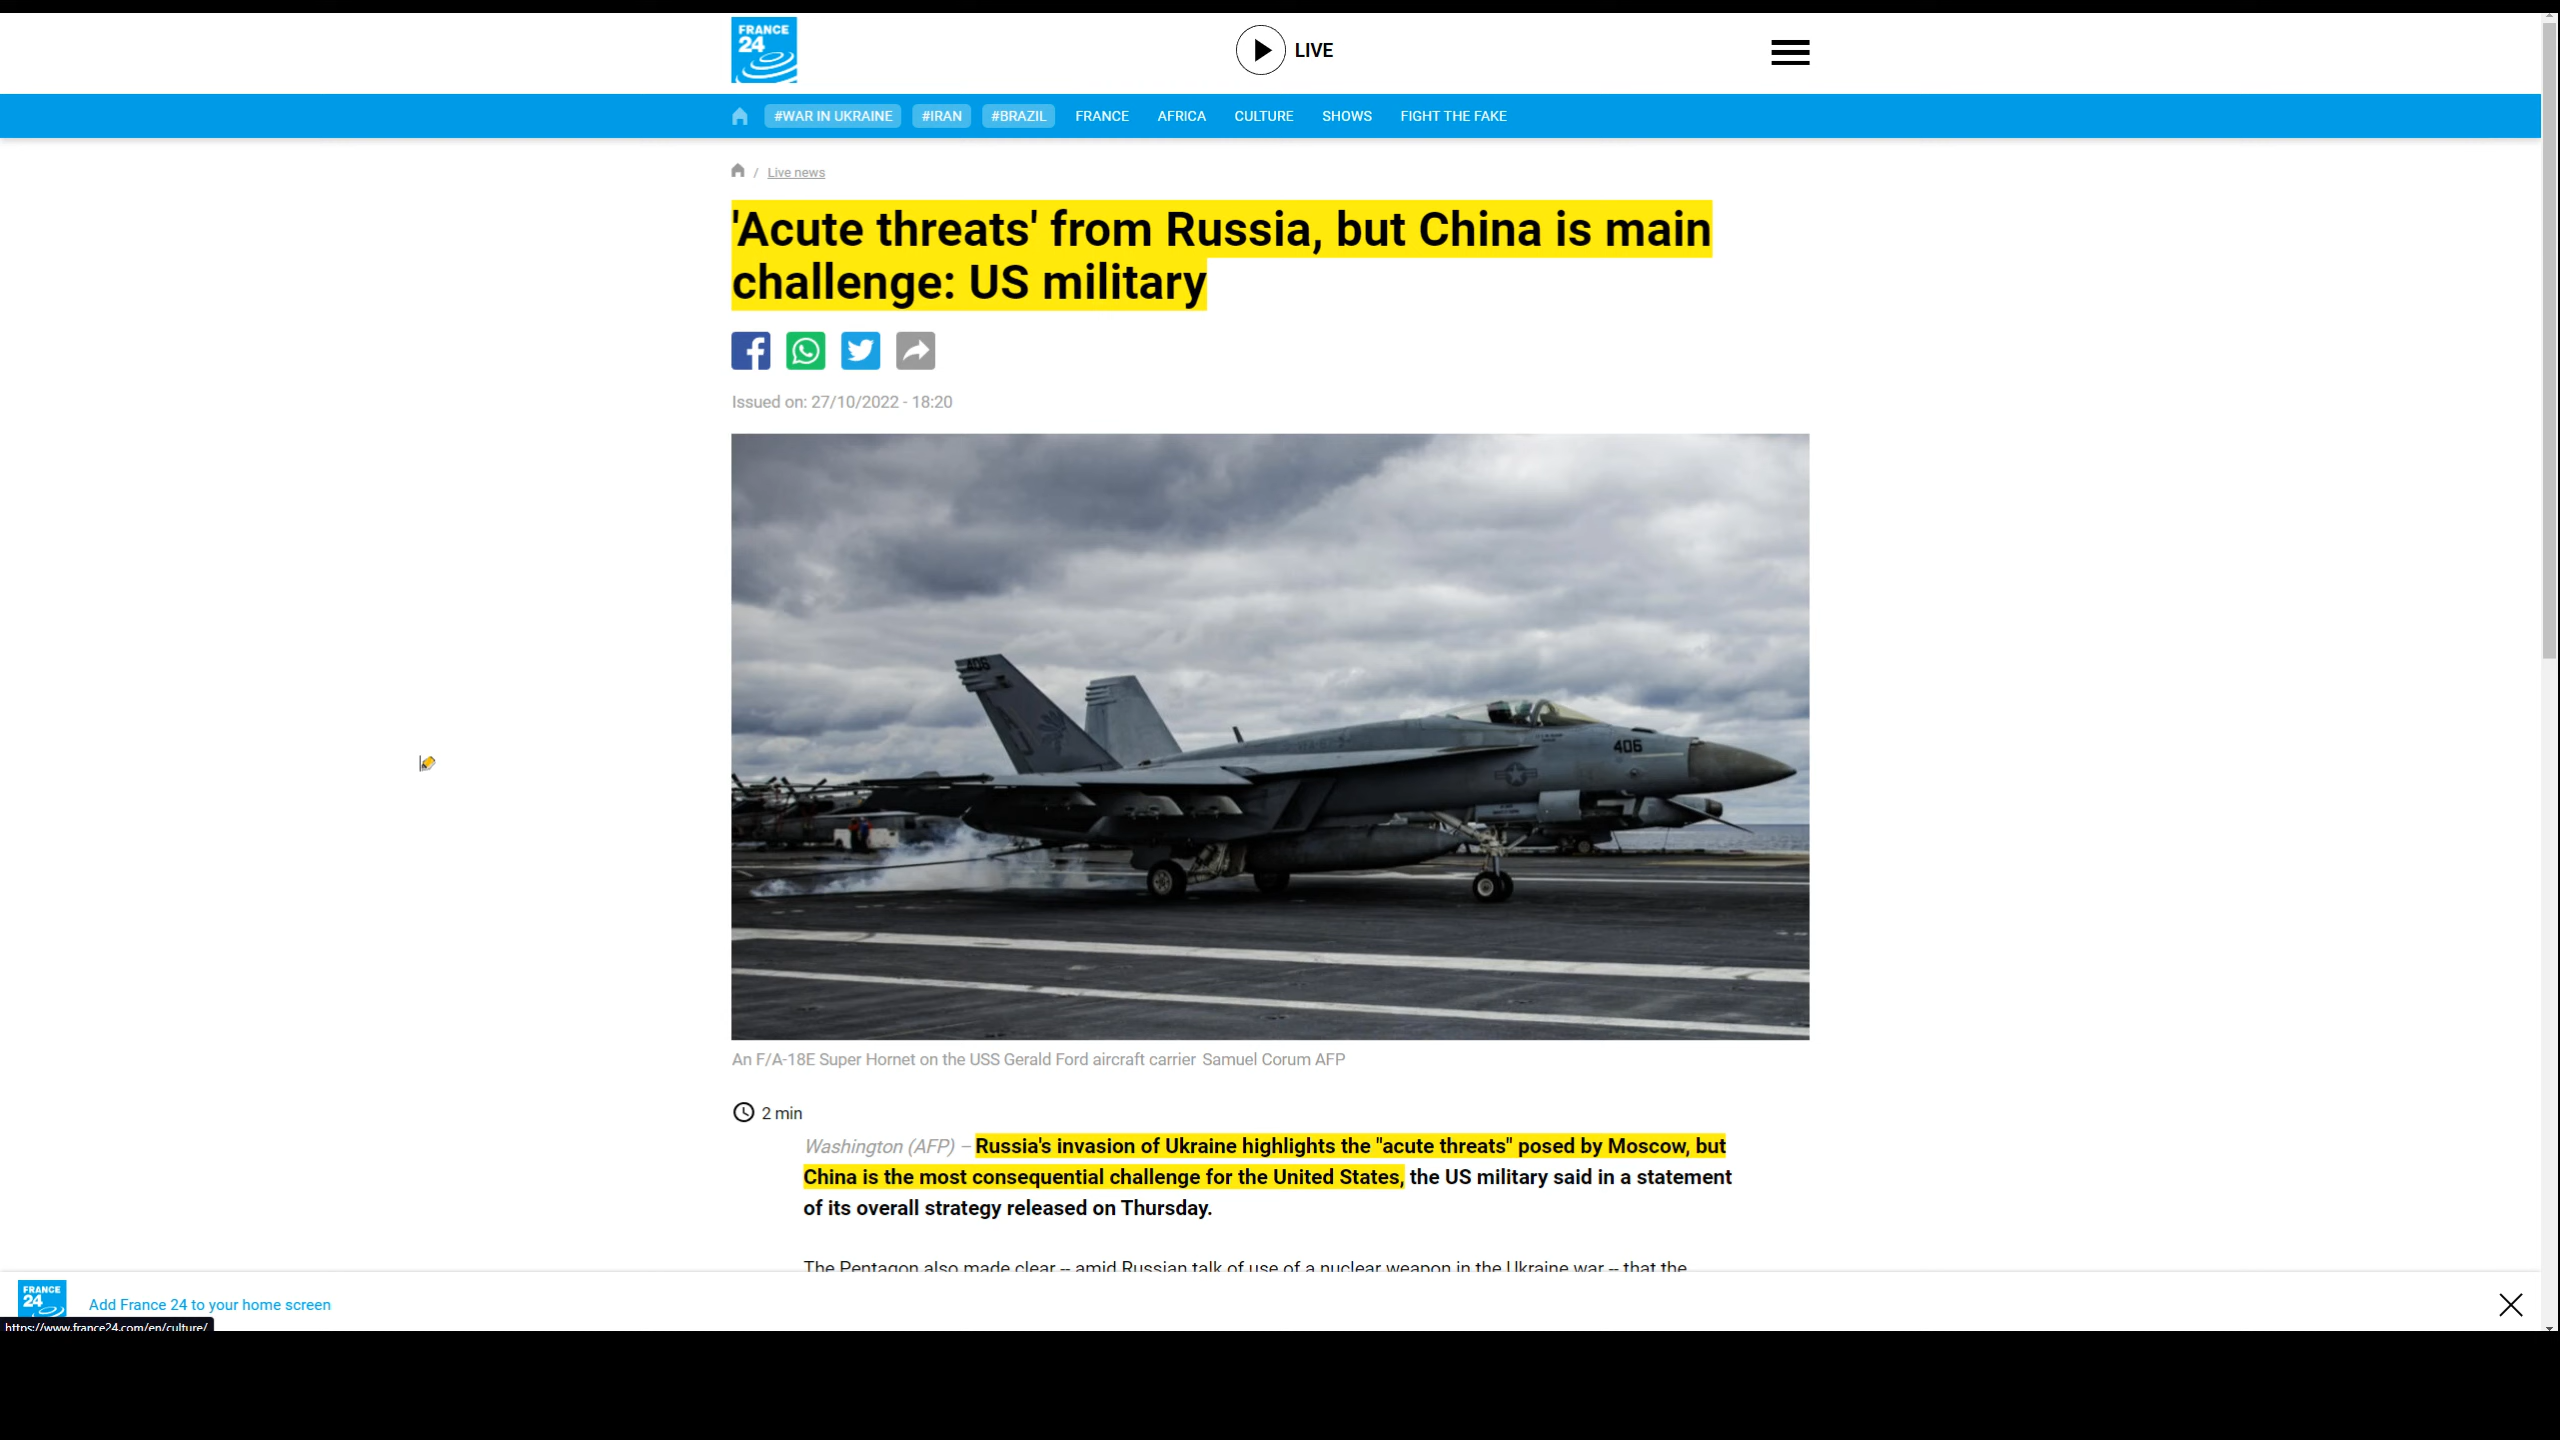 FRANCE
24
LIVE
#WAR IN UKRAINE #IRAN #BRAZIL FRANCE AFRICA CULTURE SHOWS FIGHT THE FAKE
/ Live news
'Acute threats' from Russia, but China is main
challenge: US military
Issued on: 27/10/2022 - 18:20
406
406
An F/A-18E Super Hornet on the USS Gerald Ford aircraft carrier Samuel Corum AFP
2 min
Washington (AFP) – Russia's invasion of Ukraine highlights the "acute threats" posed by Moscow, but
China is the most consequential challenge for the United States, the US military said in a statement
of its overall strategy released on Thursday.
The Pentagon also made clear -- amid Russian talk of use of a nuclear weapon in the Ukraine war -- that the
FRANCE
24
Add France 24 to your home screen
https://www.france24.com/en/culture/